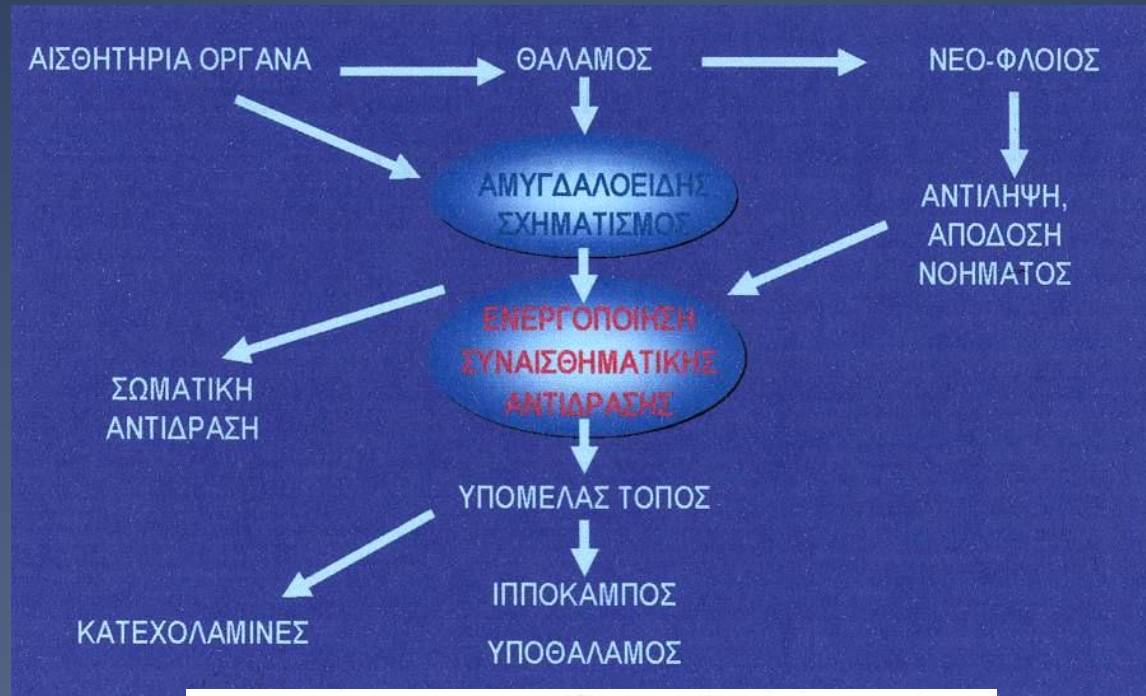 ΑΙΣΘΗΤΗΡΙΑ ΟΡΓΑΝΑ
ΘΑΛΑΜΟΣ
ΝΕΟ-ΦΛΟΙΟΣ
ΑΜΥΓΔΑΛΟΕΙΔΗΣ
ΣΧΗΜΑΤΙΣΜΟΣ
ΑΝΤΙΛΗΨΗ,
ΑΠΟΔΟΣΗ
ΝΟΗΜΑΤΟΣ
ΕΝΕΡΓΟΠΟΙΗΣΗ
ΣΥΝΑΙΣΘΗΜΑΤΙΚΗΣ
ΑΝΤΙΔΡΑΣΗΣ
ΣΩΜΑΤΙΚΗ
ΑΝΤΙΔΡΑΣΗ
ΥΠΟΜΕΛΑΣ ΤΟΠΟΣ
ΚΑΤΕΧΟΛΑΜΙΝΕΣ
ΙΠΠΟΚΑΜΠΟΣ
ΥΠΟΘΑΛΑΜΟΣ